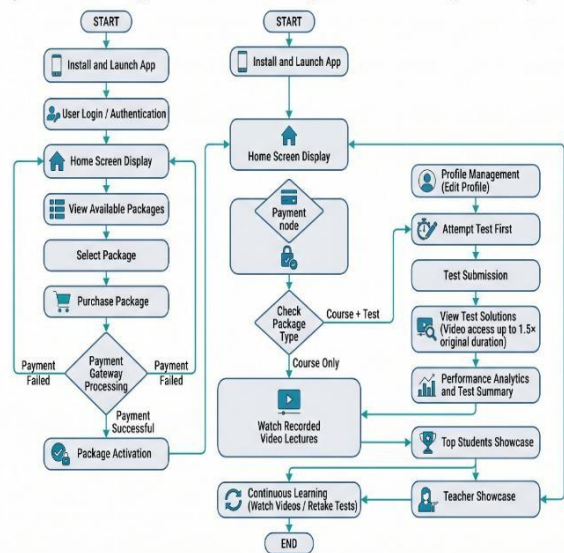 START
Install and Launch App
User Login / Authentication
Home Screen Display
View Available Packages
Select Package
Purchase Package
Payment
Failed
Payment
Gateway
Processing
Payment
Failed
Payment
Successful
Package Activation
START
Install and Launch App
Home Screen Display
Payment
node
Check
Package
Type
Course + Test
Course Only
Watch Recorded
Video Lectures
Profile Management
(Edit Profile)
Attempt Test First
Test Submission
View Test Solutions
(Video access up to 1.5×
original duration)
Performance Analytics
and Test Summary
Top Students Showcase
Teacher Showcase
Continuous Learning
(Watch Videos / Retake Tests)
END